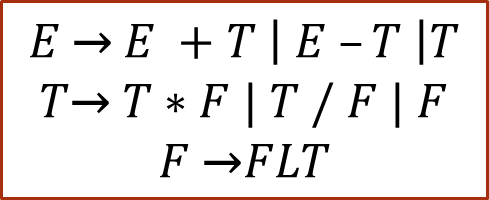 E → E + T | E – T | T
T → T * F | T / F | F
F → FLT